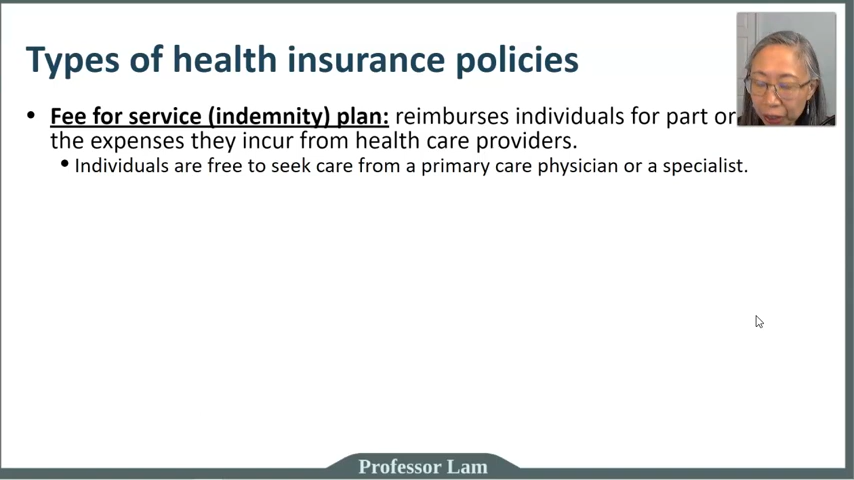 Types of health insurance policies
• Fee for service (indemnity) plan: reimburses individuals for part or
the expenses they incur from health care providers.
• Individuals are free to seek care from a primary care physician or a specialist.
Professor Lam